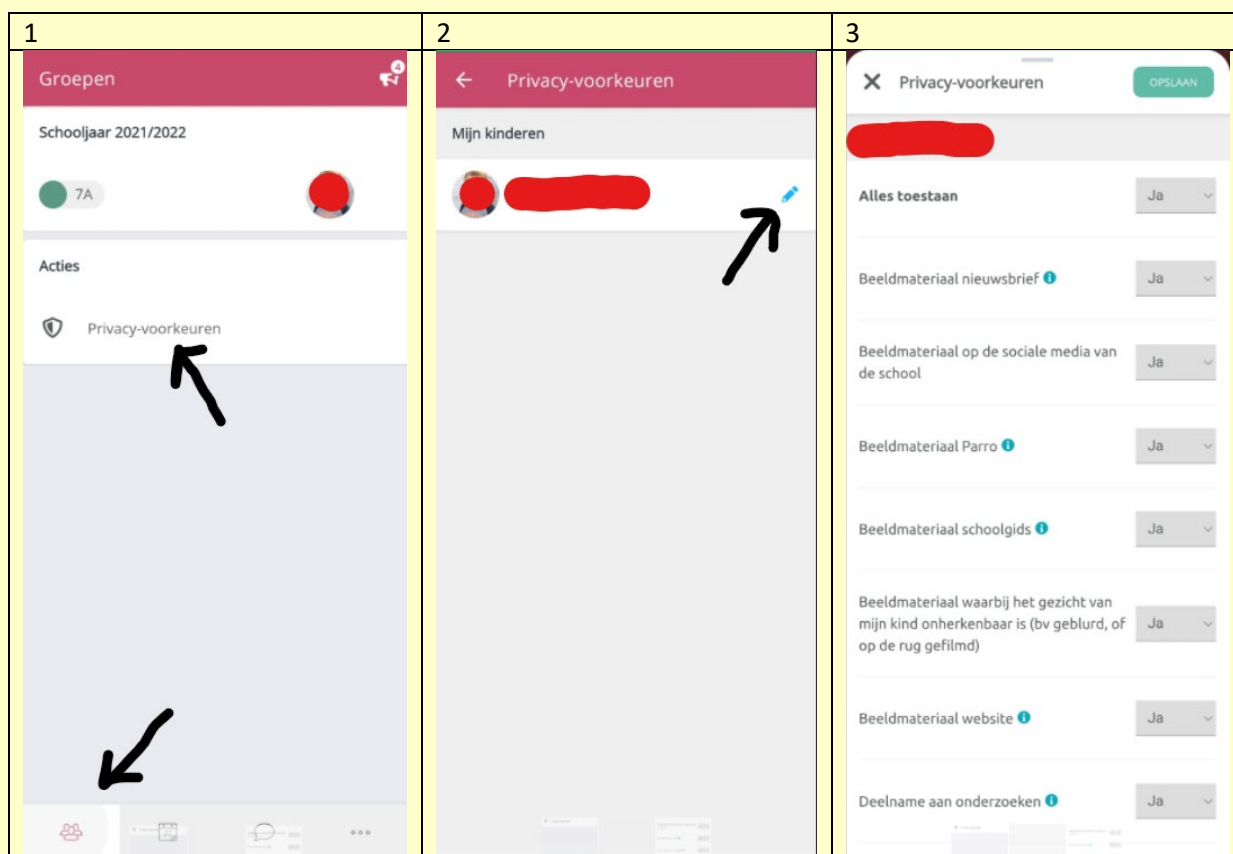 1
2
3
Groepen
4
Schooljaar 2021/2022
7A
Acties
Privacy-voorkeuren
Privacy-voorkeuren
Mijn kinderen
Privacy-voorkeuren
OPSLAAN
Alles toestaan
Ja
Beeldmateriaal nieuwsbrief
Ja
Beeldmateriaal op de sociale media van
de school
Ja
Beeldmateriaal Parro
Ja
Beeldmateriaal schoolgids
Ja
Beeldmateriaal waarbij het gezicht van
mijn kind onherkenbaar is (bv geblurd, of
op de rug gefilmd)
Ja
Beeldmateriaal website
Ja
Deelname aan onderzoeken
Ja